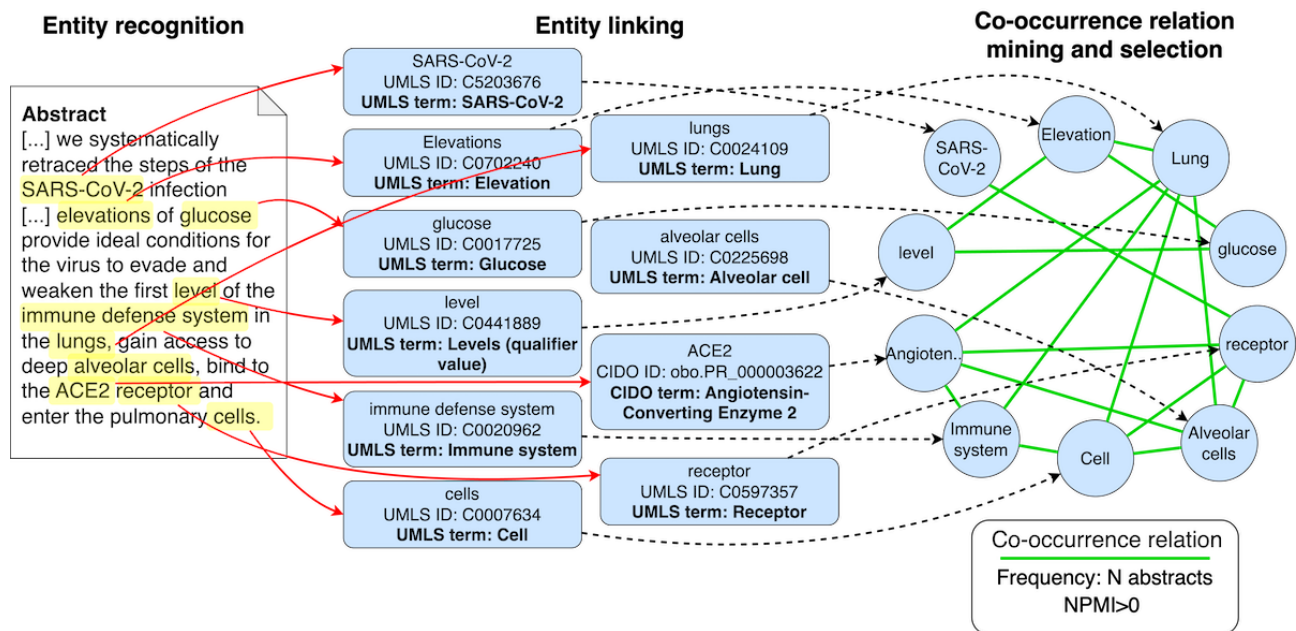 Entity recognition
Abstract
[...] we systematically
retraced the steps of the
SARS-CoV-2 infection
[...] elevations of glucose
provide ideal conditions for
the virus to evade and
weaken the first level of the
immune defense system in
the lungs, gain access to
deep alveolar cells, bind to
the ACE2 receptor and
enter the pulmonary cells.
Entity linking
SARS-CoV-2
UMLS ID: C5203676
UMLS term: SARS-CoV-2
Elevations
UMLS ID: C0702240
UMLS term: Elevation
lungs
UMLS ID: C0024109
UMLS term: Lung
glucose
UMLS ID: C0017725
UMLS term: Glucose
alveolar cells
UMLS ID: C0225698
UMLS term: Alveolar cell
level
UMLS ID: C0441889
UMLS term: Levels (qualifier
value)
ACE2
CIDO ID: obo.PR_000003622
CIDO term: Angiotensin-
Converting Enzyme 2
immune defense system
UMLS ID: C0020962
UMLS term: Immune system
receptor
UMLS ID: C0597357
UMLS term: Receptor
cells
UMLS ID: C0007634
UMLS term: Cell
Co-occurrence relation
mining and selection
Elevation
SARS-
CoV-2
Lung
level
glucose
Angioten..
receptor
Immune
system
Cell
Alveolar
cells
Co-occurrence relation
Frequency: N abstracts
NPMI>0